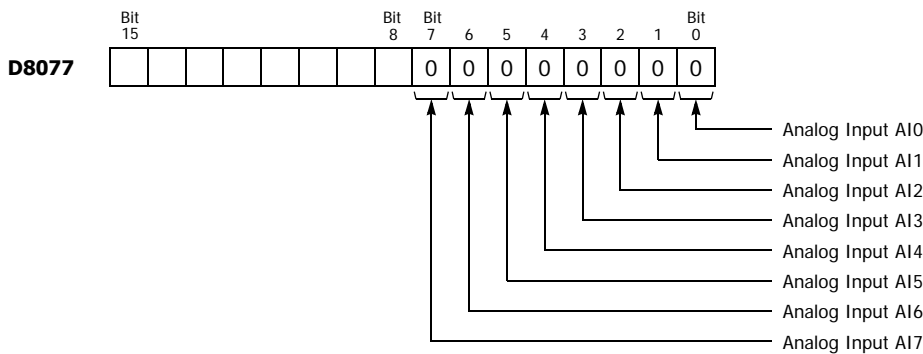 Bit Bit Bit Bit
15 8 7 6 5 4 3 2 1 0
D8077 0 0 0 0 0 0 0 0
Analog Input AI0
Analog Input AI1
Analog Input AI2
Analog Input AI3
Analog Input AI4
Analog Input AI5
Analog Input AI6
Analog Input AI7